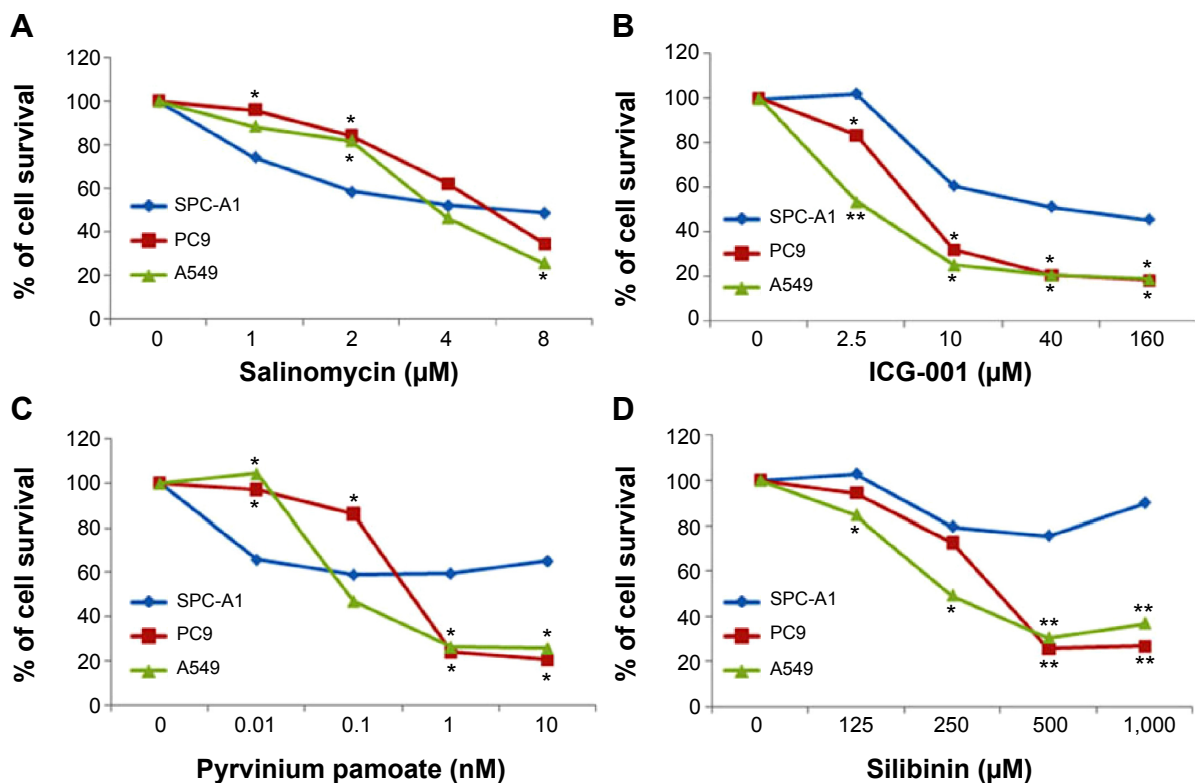 A
% of cell survival
120
100
80
60
40
20
0
* *
* *
*
SPC-A1
PC9
A549
0 1 2 4 8
Salinomycin (µM)
B
% of cell survival
120
100
80
60
40
20
0
*
**
* * *
* * *
SPC-A1
PC9
A549
0 2.5 10 40 160
ICG-001 (µM)
C
% of cell survival
120
100
80
60
40
20
0
* *
*
* *
* *
SPC-A1
PC9
A549
0 0.01 0.1 1 10
Pyrvinium pamoate (nM)
D
% of cell survival
120
100
80
60
40
20
0
* *
** **
** **
SPC-A1
PC9
A549
0 125 250 500 1,000
Silibinin (µM)